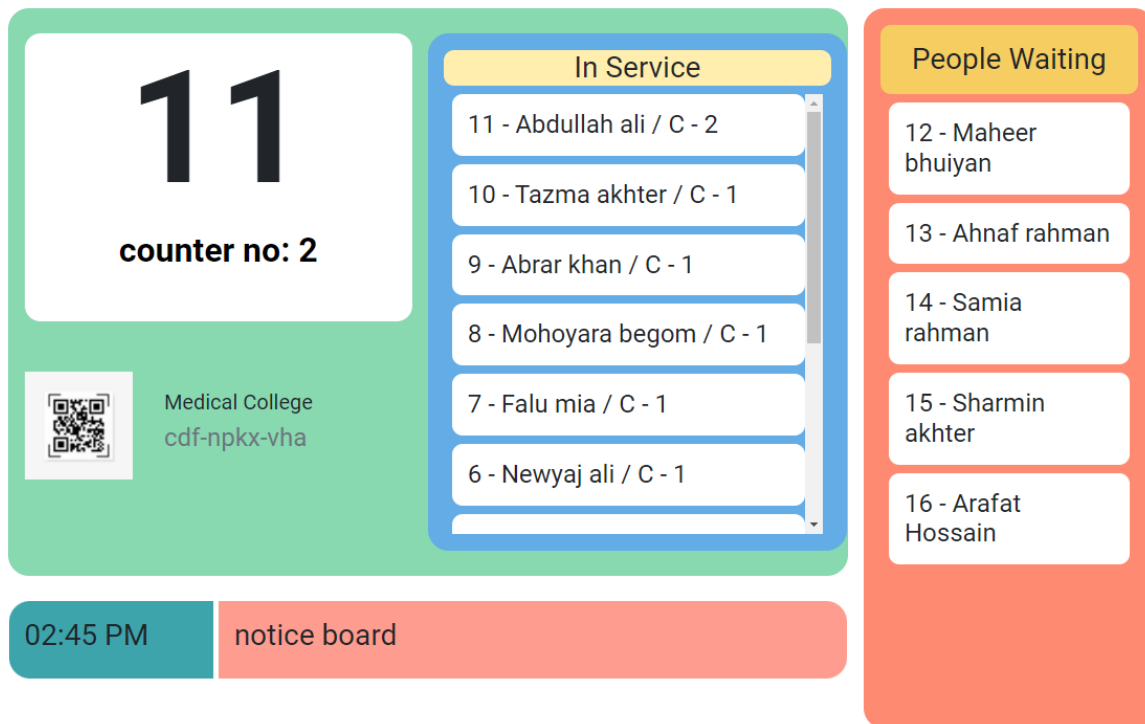 11
counter no: 2
Medical College
cdf-npkx-vha
In Service
11 - Abdullah ali / C - 2
10 - Tazma akhter / C - 1
9 - Abrar khan / C - 1
8 - Mohoyara begom / C - 1
7 - Falu mia / C - 1
6 - Newyaj ali / C - 1
People Waiting
12 - Maheer
bhuiyan
13 - Ahnaf rahman
14 - Samia
rahman
15 - Sharmin
akhter
16 - Arafat
Hossain
02:45 PM
notice board